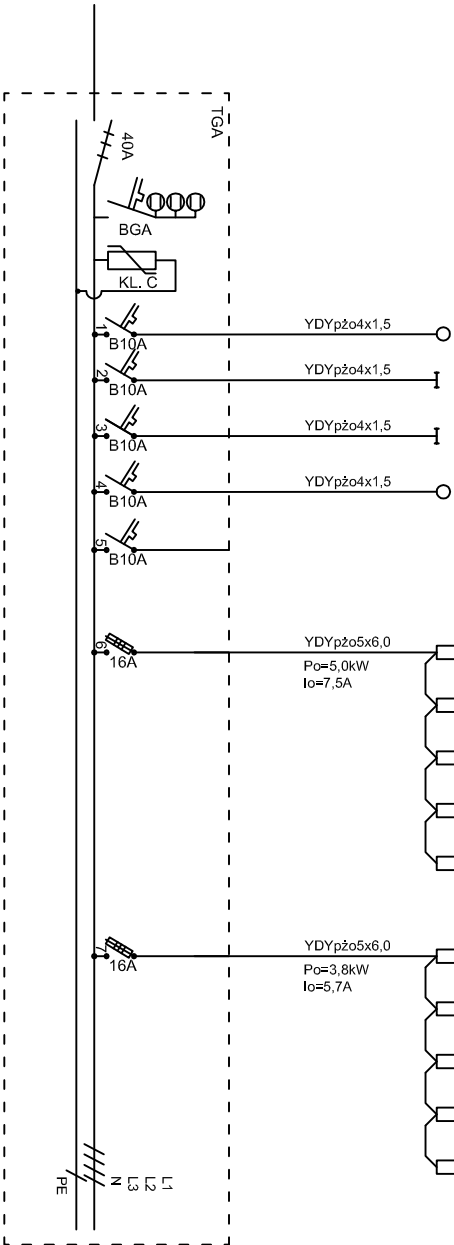 TGA
40A
BGA
KL. C
1
B10A
YDYpżo4x1,5
2
B10A
YDYpżo4x1,5
3
B10A
YDYpżo4x1,5
4
B10A
YDYpżo4x1,5
5
B10A
6
16A
YDYpżo5x6,0
Po=5,0kW
Io=7,5A
7
16A
YDYpżo5x6,0
Po=3,8kW
Io=5,7A
L1
L2
L3
N
PE